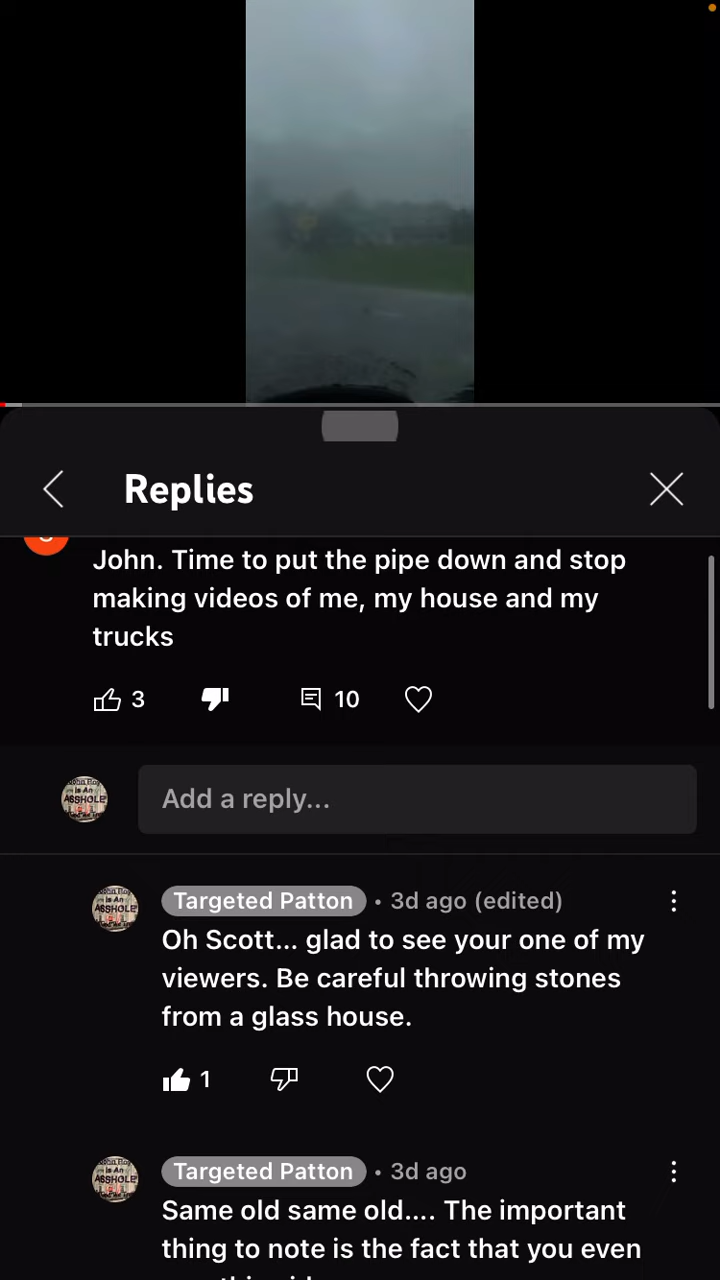 Replies
John. Time to put the pipe down and stop
making videos of me, my house and my
trucks
3
10
ASSHOLE
Add a reply...
ASSHOLE
Targeted Patton • 3d ago (edited)
Oh Scott... glad to see your one of my
viewers. Be careful throwing stones
from a glass house.
1
ASSHOLE
Targeted Patton • 3d ago
Same old same old.... The important
thing to note is the fact that you even